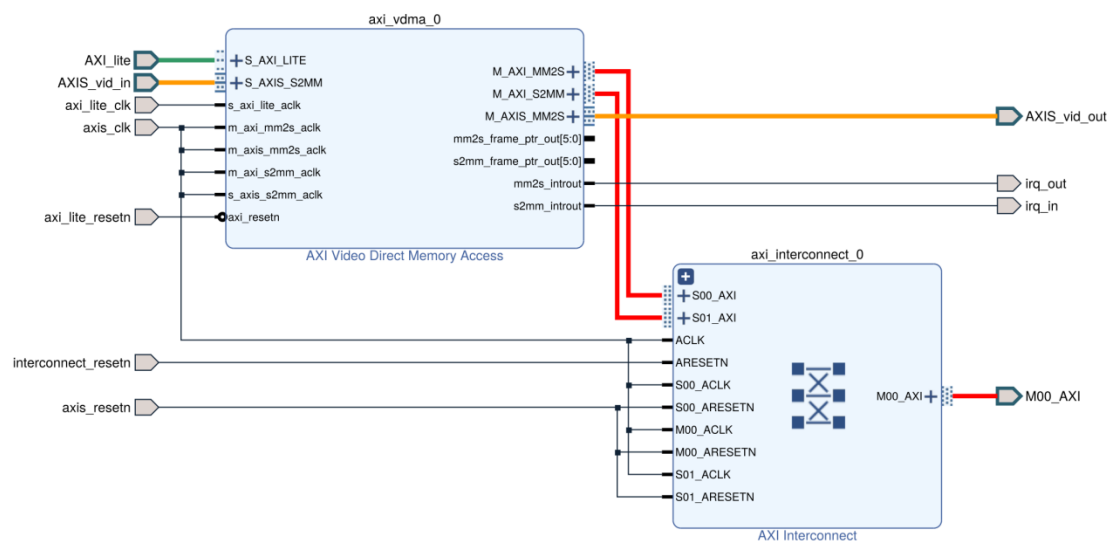 axi_vdma_0
AXI_lite
AXIS_vid_in
axi_lite_clk
axis_clk
axi_lite_resetn
S_AXI_LITE
S_AXIS_S2MM
s_axi_lite_aclk
m_axi_mm2s_aclk
m_axis_mm2s_aclk
m_axi_s2mm_aclk
s_axis_s2mm_aclk
axi_resetn
M_AXI_MM2S
M_AXI_S2MM
M_AXIS_MM2S
mm2s_frame_ptr_out[5:0]
s2mm_frame_ptr_out[5:0]
mm2s_introut
s2mm_introut
AXIS_vid_out
irq_out
irq_in
AXI Video Direct Memory Access
axi_interconnect_0
interconnect_resetn
axis_resetn
S00_AXI
S01_AXI
ACLK
ARESETN
S00_ACLK
S00_ARESETN
M00_ACLK
M00_ARESETN
S01_ACLK
S01_ARESETN
M00_AXI
M00_AXI
AXI Interconnect